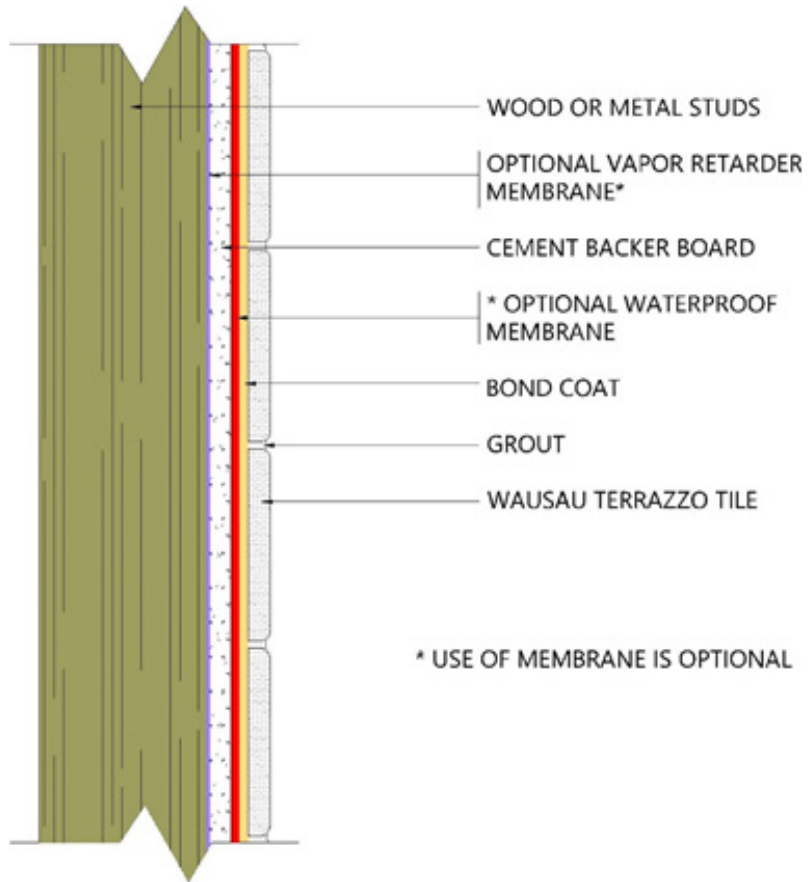 WOOD OR METAL STUDS
OPTIONAL VAPOR RETARDER
MEMBRANE*
CEMENT BACKER BOARD
* OPTIONAL WATERPROOF
MEMBRANE
BOND COAT
GROUT
WAUSAU TERRAZZO TILE
* USE OF MEMBRANE IS OPTIONAL